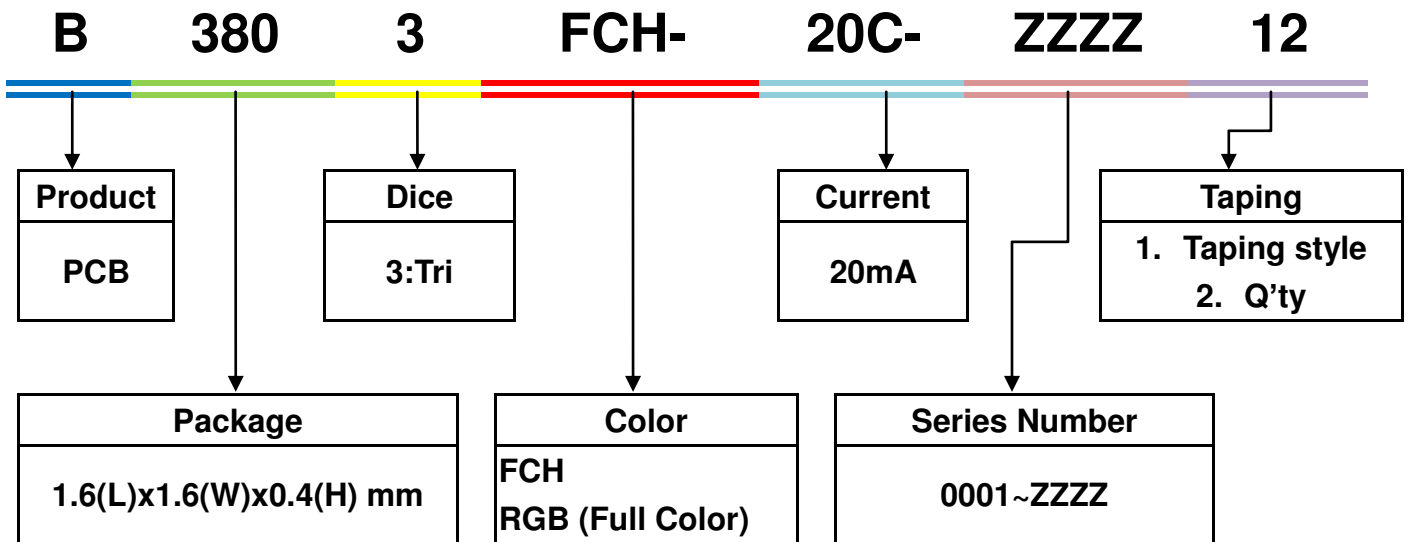 B 380 3 FCH- 20C- ZZZZ 12
Product
PCB
Dice
3:Tri
Current
20mA
Taping
1. Taping style
2. Q'ty
Package
1.6(L)x1.6(W)x0.4(H) mm
Color
FCH
RGB (Full Color)
Series Number
0001~ZZZZ